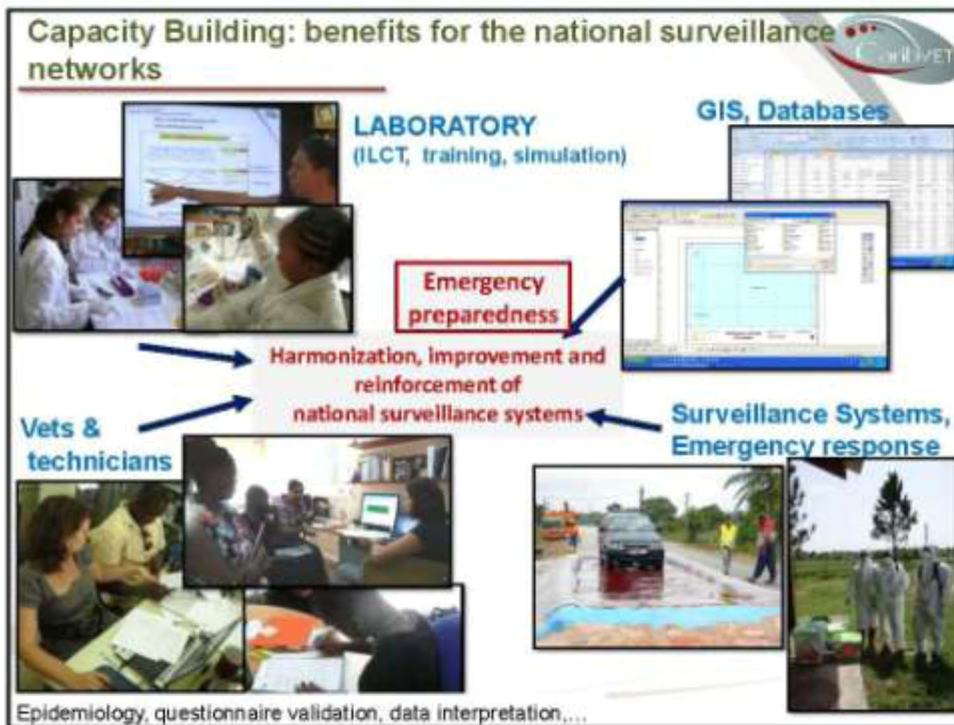 Capacity Building: benefits for the national surveillance
networks
CaribVET
LABORATORY
(ILCT, training, simulation)
GIS, Databases
Emergency
preparedness
Harmonization, improvement and
reinforcement of
national surveillance systems
Vets &
technicians
Surveillance Systems,
Emergency response
Epidemiology, questionnaire validation, data interpretation,...